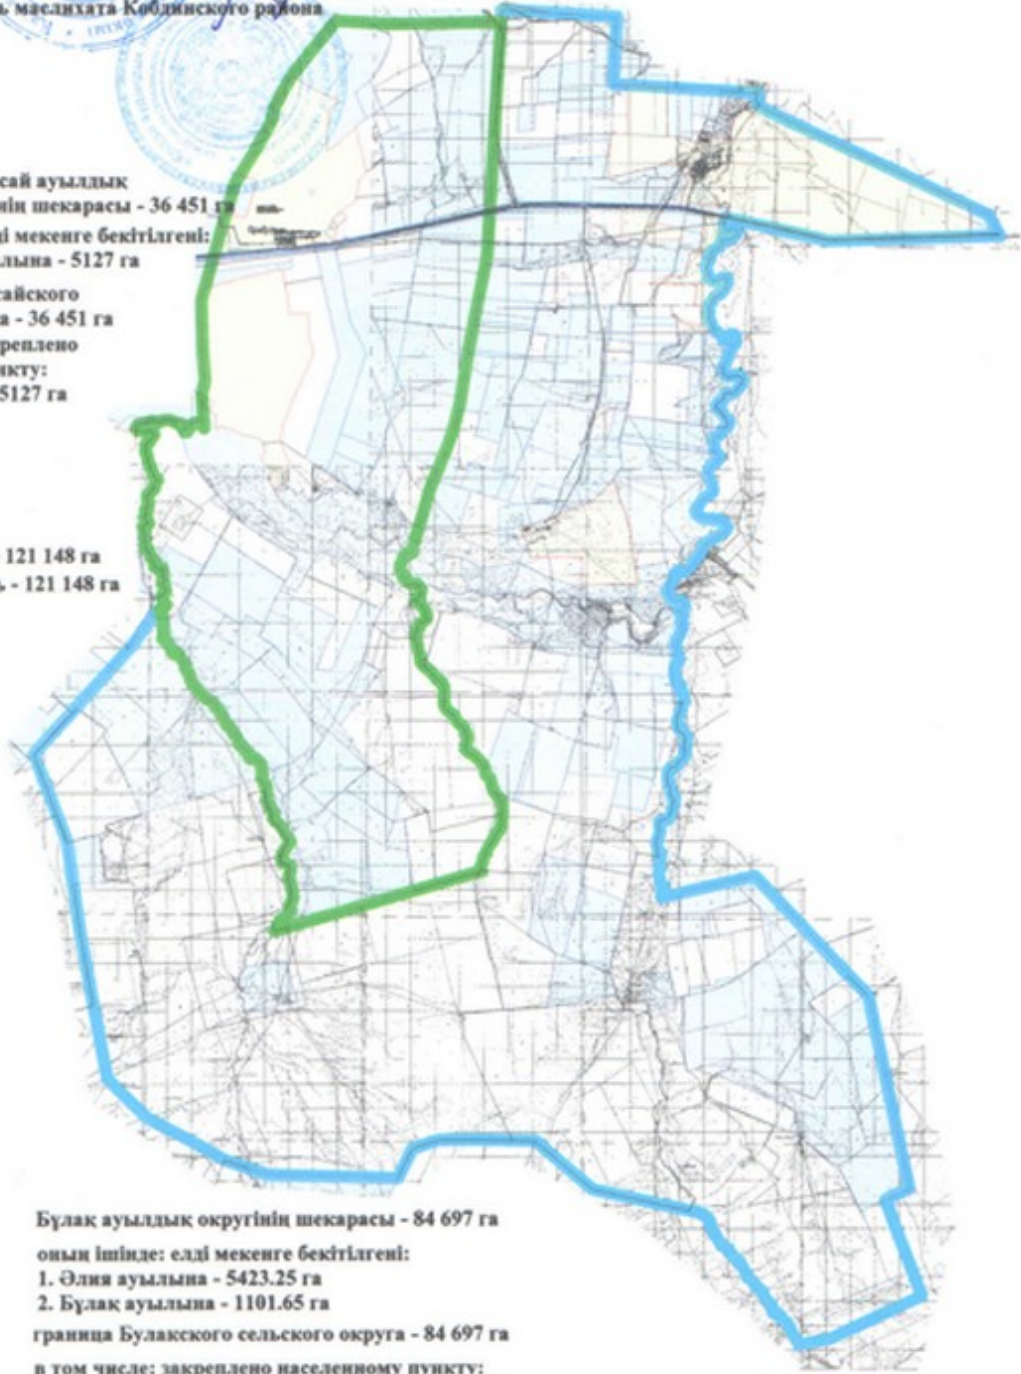 маслихата Кобдинского района
сай ауылдық
нің шекарасы - 36 451 га
ді мекенге бекітілгені:
лына - 5127 га
сайского
а - 36 451 га
реплено
нкту:
5127 га
121 148 га
ь - 121 148 га
Бұлақ ауылдық округінің шекарасы - 84 697 га
оның ішінде: елді мекенге бекітілгені:
1. Әлия ауылына - 5423.25 га
2. Бұлақ ауылына - 1101.65 га
граница Булакского сельского округа - 84 697 га
в том числе: закреплено населенному пункту: